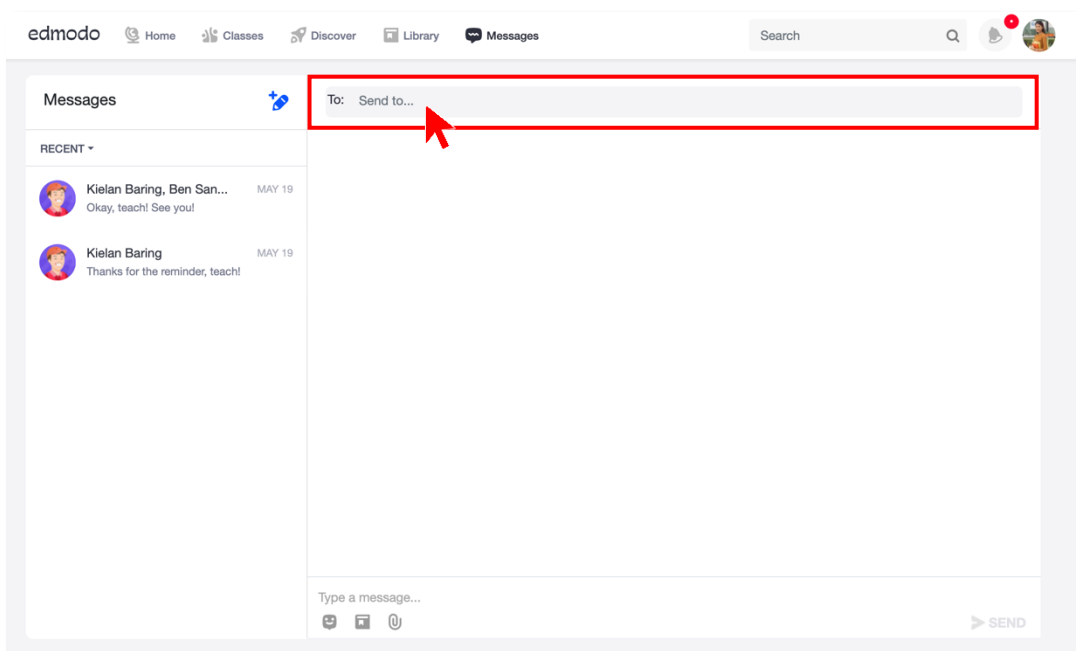 edmodo Home Classes Discover Library Messages Search
Messages
To: Send to...
RECENT
Kielan Baring, Ben San... MAY 19
Okay, teach! See you!
Kielan Baring MAY 19
Thanks for the reminder, teach!
Type a message...
SEND